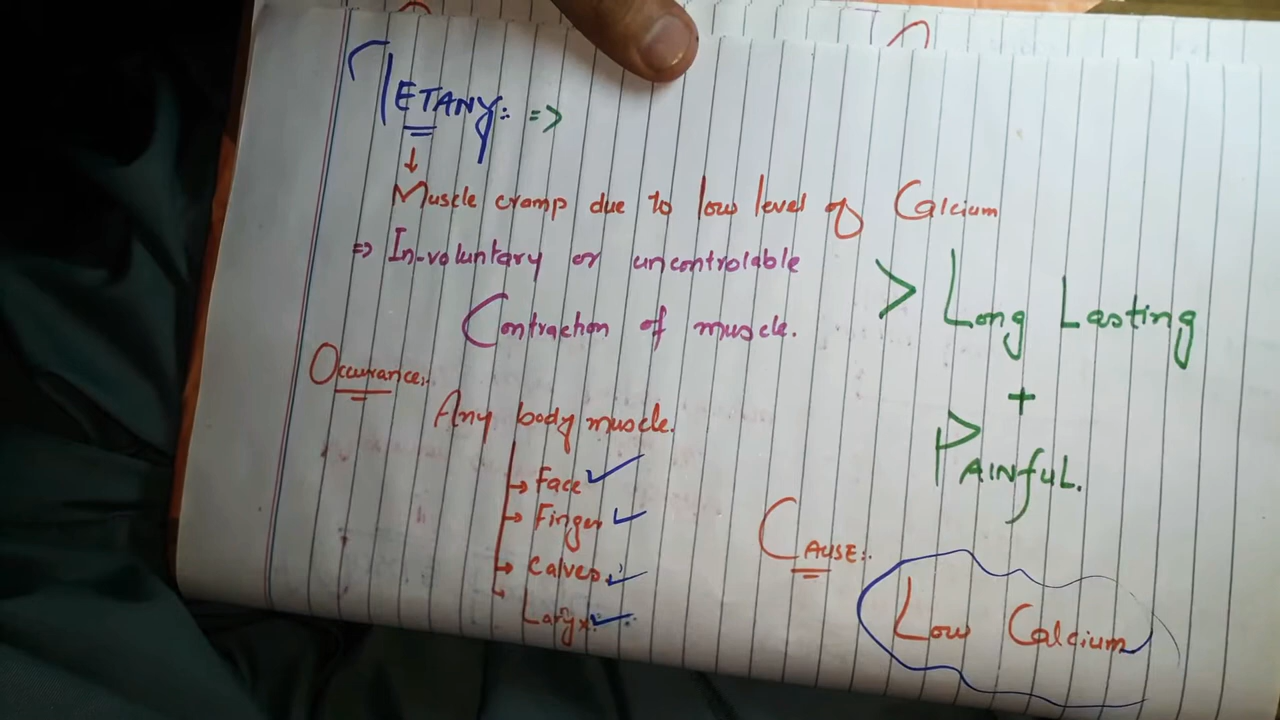 TETANY: =>
↓
Muscle cramp due to low level of Calcium
=> In-voluntary or uncontrolable
Contraction of muscle.
> Long Lasting
+
PAINfuL.
Occurance:
Any body muscle.
→ Face ✓
→ Finger ✓
→ Calves ✓
Laryx ✓
CAUSE:
Low Calcium